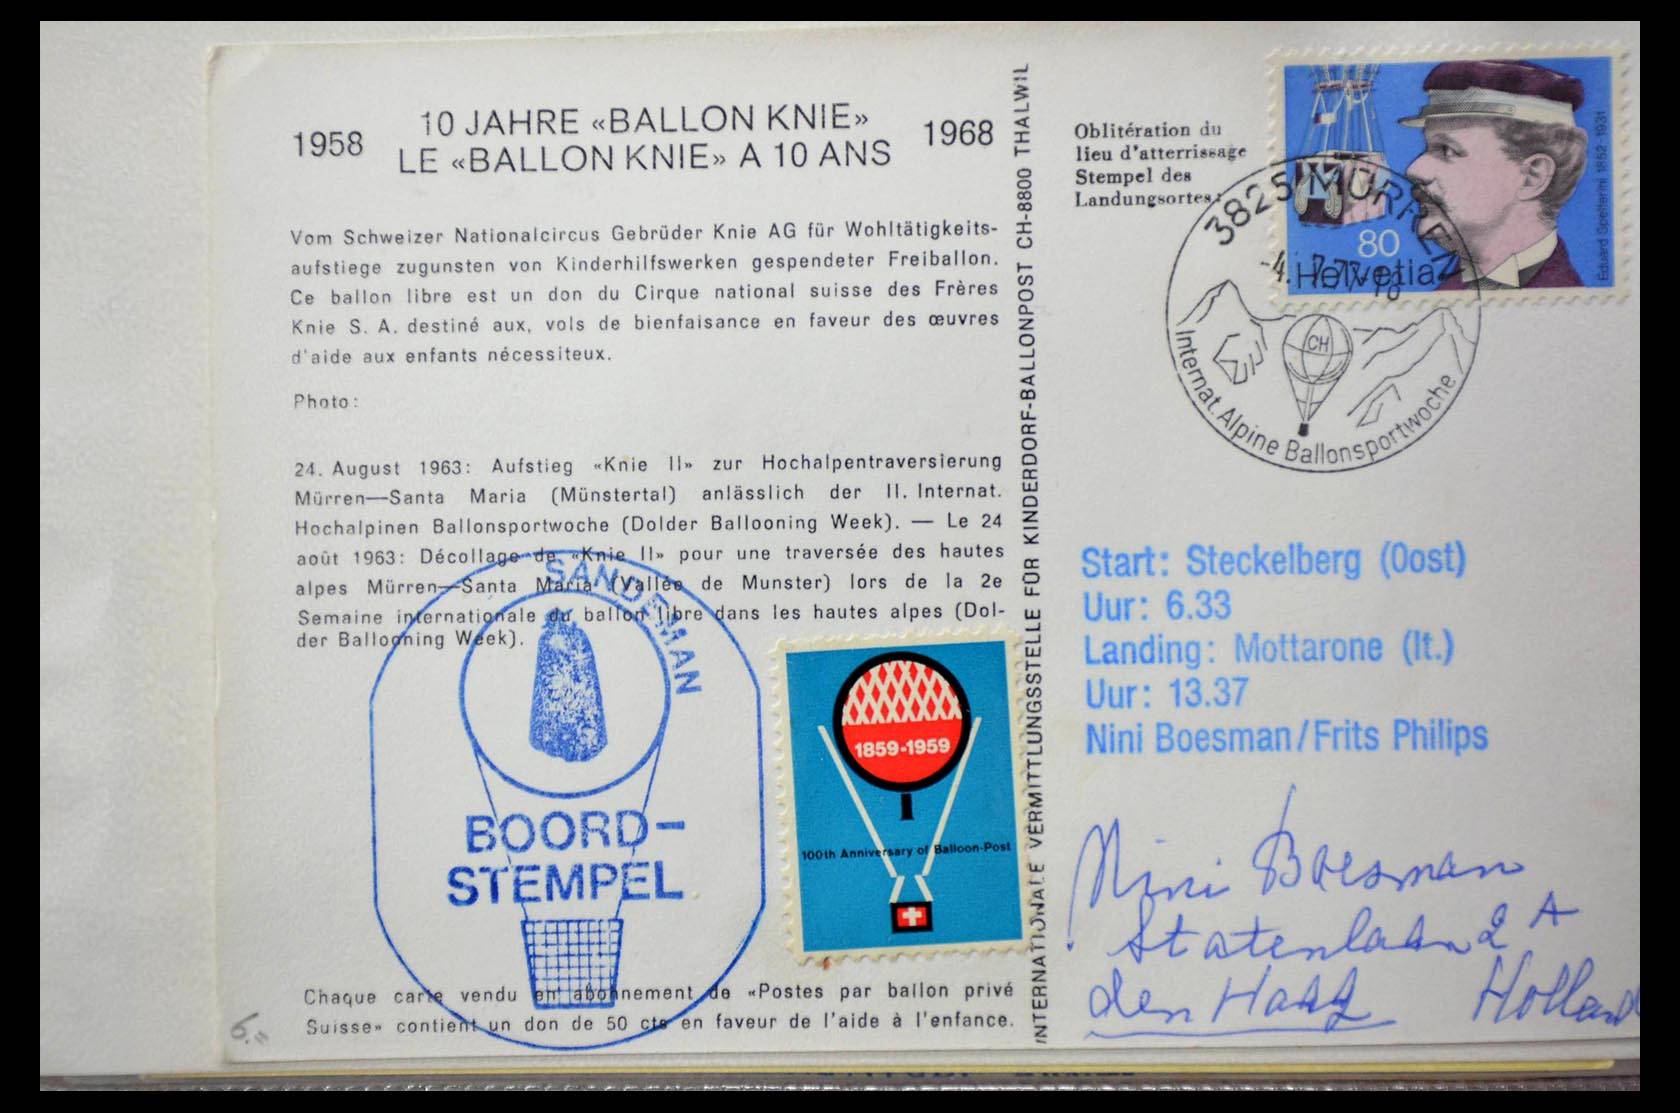 1958
10 JAHRE «BALLON KNIE»
LE «BALLON KNIE» A 10 ANS
1968
Vom Schweizer Nationalcircus Gebrüder Knie AG für Wohltätigkeits-
aufstiege zugunsten von Kinderhilfswerken gespendeter Freiballon.
Ce ballon libre est un don du Cirque national suisse des Frères
Knie S. A. destiné aux, vols de bienfaisance en faveur des œuvres
d'aide aux enfants nécessiteux.
Photo:
24. August 1963: Aufstieg «Knie II» zur Hochalpentraversierung
Mürren—Santa Maria (Münstertal) anlässlich der II. Internat.
Hochalpinen Ballonsportwoche (Dolder Ballooning Week). — Le 24
août 1963: Décollage de «Knie II» pour une traversée des hautes
alpes Mürren—Santa Maria (Vallée de Munster) lors de la 2e
Semaine internationale du ballon libre dans les hautes alpes (Dol-
der Ballooning Week).
SANDEMAN
BOORD-
STEMPEL
1859-1959
100th Anniversary of Balloon-Post
Chaque carte vendu en abonnement de «Postes par ballon privé
Suisse» contient un don de 50 cts en faveur de l'aide à l'enfance.
6.
INTERNATIONALE VERMITTLUNGSSTELLE FÜR KINDERDORF-BALLONPOST CH-8800 THALWIL
Oblitération du
lieu d'atterrissage
Stempel des
Landungsortes:
80
Helvetia
Eduard Spelterini 1852 1931
3825 MÜRREN
-4. 7. 77-18
CH
Internat. Alpine Ballonsportwoche
Start: Steckelberg (Oost)
Uur: 6.33
Landing: Mottarone (It.)
Uur: 13.37
Nini Boesman/Frits Philips
Nini Boesman
Statenlaan 2 A
den Haag Holland